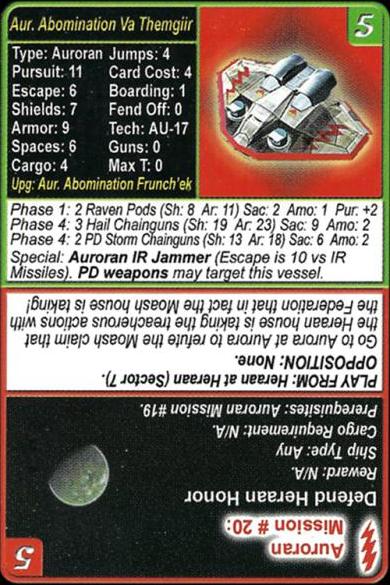 Aur. Abomination Va Themgiir
5
Type: Auroran Jumps: 4
Pursuit: 11 Card Cost: 4
Escape: 6 Boarding: 1
Shields: 7 Fend Off: 0
Armor: 9 Tech: AU-17
Spaces: 6 Guns: 0
Cargo: 4 Max T: 0
Upg: Aur. Abomination Frunch'ek
Phase 1: 2 Raven Pods (Sh: 8 Ar: 11) Sac: 2 Amo: 1 Pur: +2
Phase 4: 3 Hail Chainguns (Sh: 19 Ar: 23) Sac: 9 Amo: 2
Phase 4: 2 PD Storm Chainguns (Sh: 13 Ar: 18) Sac: 6 Amo: 2
Special: Auroran IR Jammer (Escape is 10 vs IR
Missiles). PD weapons may target this vessel.
Auroran
Mission # 20:
5
Defend Heraan Honor
Reward: N/A.
Ship Type: Any
Cargo Requirement: N/A.
Prerequisites: Auroran Mission #19.
PLAY FROM: Heraan at Heraan (Sector 7).
OPPOSITION: None.
Go to Aurora at Aurora to refute the Moash claim that
the Heraan house is taking the treacherous actions with
the Federation that in fact the Moash house is taking!